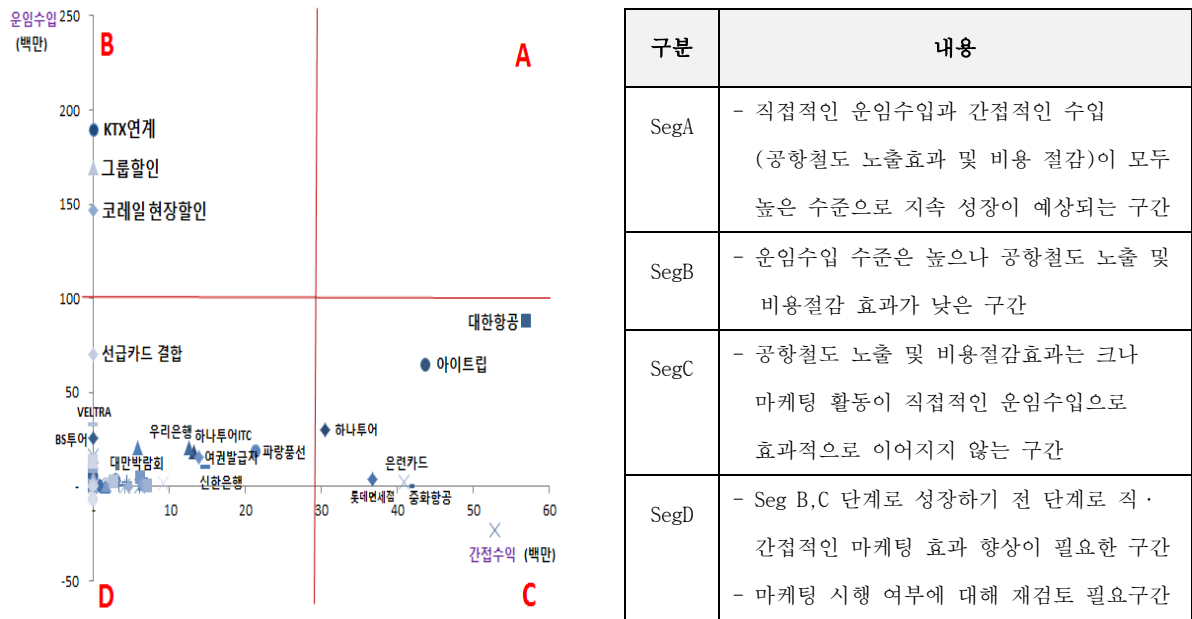 운임수입
(백만)
250
200
150
100
50
-
-50
-
10
20
30
40
50
60
간접수익 (백만)
B
A
D
C
KTX연계
그룹할인
코레일 현장할인
대한항공
아이트립
선급카드 결합
VELTRA
BS투어
우리은행
하나투어ITC
여권발급자
파랑풍선
하나투어
대만박람회
신한은행
은련카드
롯데면세점
중화항공
구분
내용
SegA
- 직접적인 운임수입과 간접적인 수입
(공항철도 노출효과 및 비용 절감)이 모두
높은 수준으로 지속 성장이 예상되는 구간
SegB
- 운임수입 수준은 높으나 공항철도 노출 및
비용절감 효과가 낮은 구간
SegC
- 공항철도 노출 및 비용절감효과는 크나
마케팅 활동이 직접적인 운임수입으로
효과적으로 이어지지 않는 구간
SegD
- Seg B,C 단계로 성장하기 전 단계로 직·
간접적인 마케팅 효과 향상이 필요한 구간
- 마케팅 시행 여부에 대해 재검토 필요구간